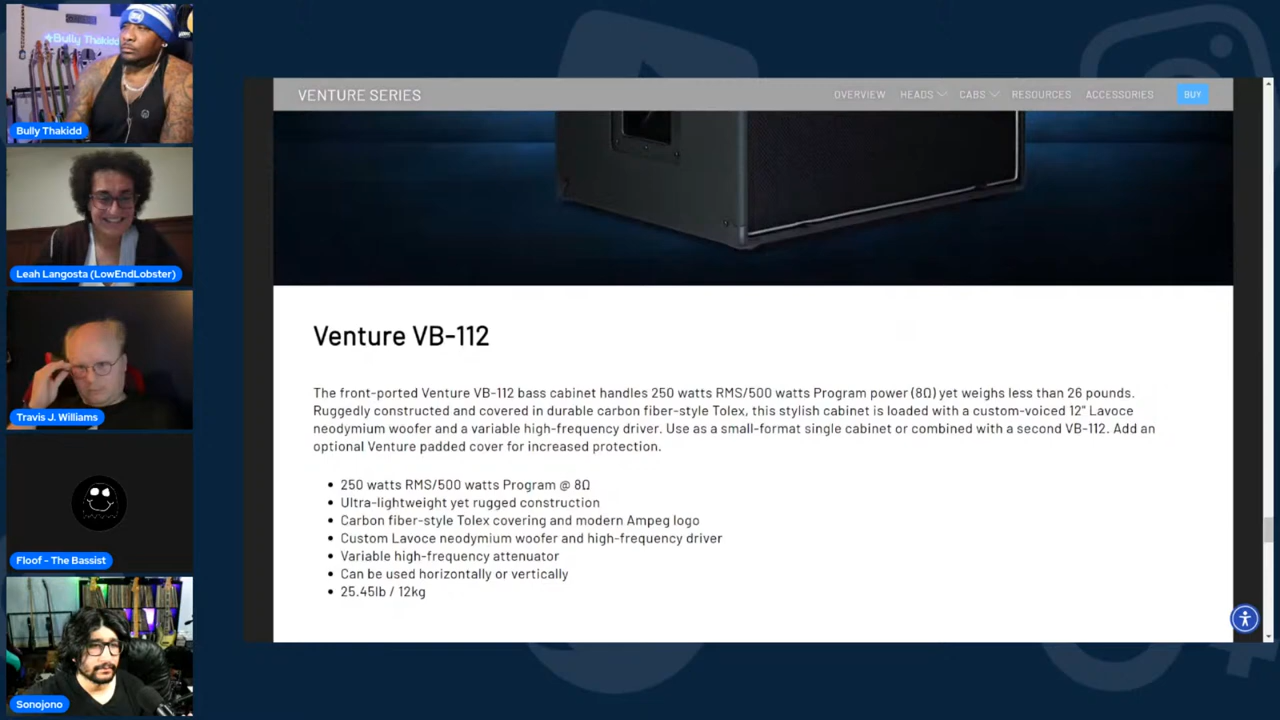 ★Bully Thakidd
Bully Thakidd
Leah Langosta (LowEndLobster)
Travis J. Williams
Floof - The Bassist
Sonojono
VENTURE SERIES
OVERVIEW
HEADS
CABS
RESOURCES
ACCESSORIES
BUY
Venture VB-112
The front-ported Venture VB-112 bass cabinet handles 250 watts RMS/500 watts Program power (8Ω) yet weighs less than 26 pounds.
Ruggedly constructed and covered in durable carbon fiber-style Tolex, this stylish cabinet is loaded with a custom-voiced 12" Lavoce
neodymium woofer and a variable high-frequency driver. Use as a small-format single cabinet or combined with a second VB-112. Add an
optional Venture padded cover for increased protection.
• 250 watts RMS/500 watts Program @ 8Ω
• Ultra-lightweight yet rugged construction
• Carbon fiber-style Tolex covering and modern Ampeg logo
• Custom Lavoce neodymium woofer and high-frequency driver
• Variable high-frequency attenuator
• Can be used horizontally or vertically
• 25.45lb / 12kg